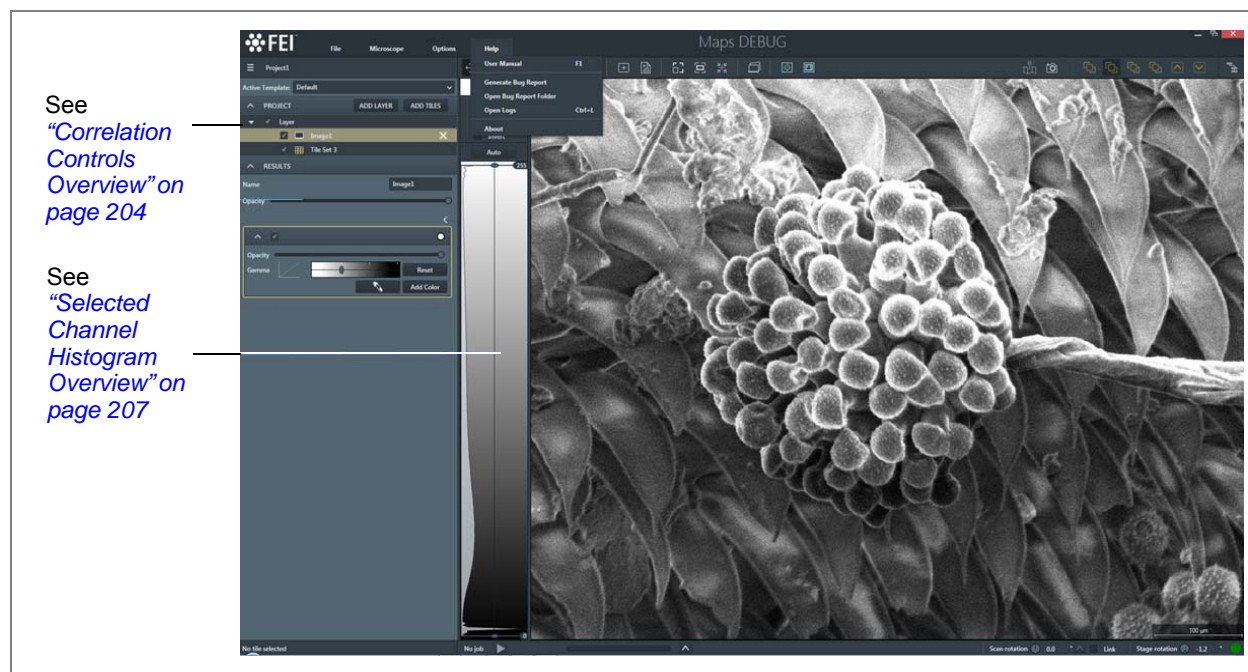 See
“Correlation
Controls
Overview” on
page 204
See
“Selected
Channel
Histogram
Overview” on
page 207
FEI
File Microscope Options Help
Maps DEBUG
Project1
User Manual F1
Generate Bug Report
Open Bug Report Folder
Open Logs Ctrl+L
About
Active Template: Default
PROJECT ADD LAYER ADD TILES
Layer
Image1
Tile Set 3
RESULTS
Name Image1
Opacity
Opacity
Gamma Reset
Add Color
Auto
255
0
100 µm
No tile selected
No job
Scan rotation 0.0 ° Link Stage rotation -1.2 °